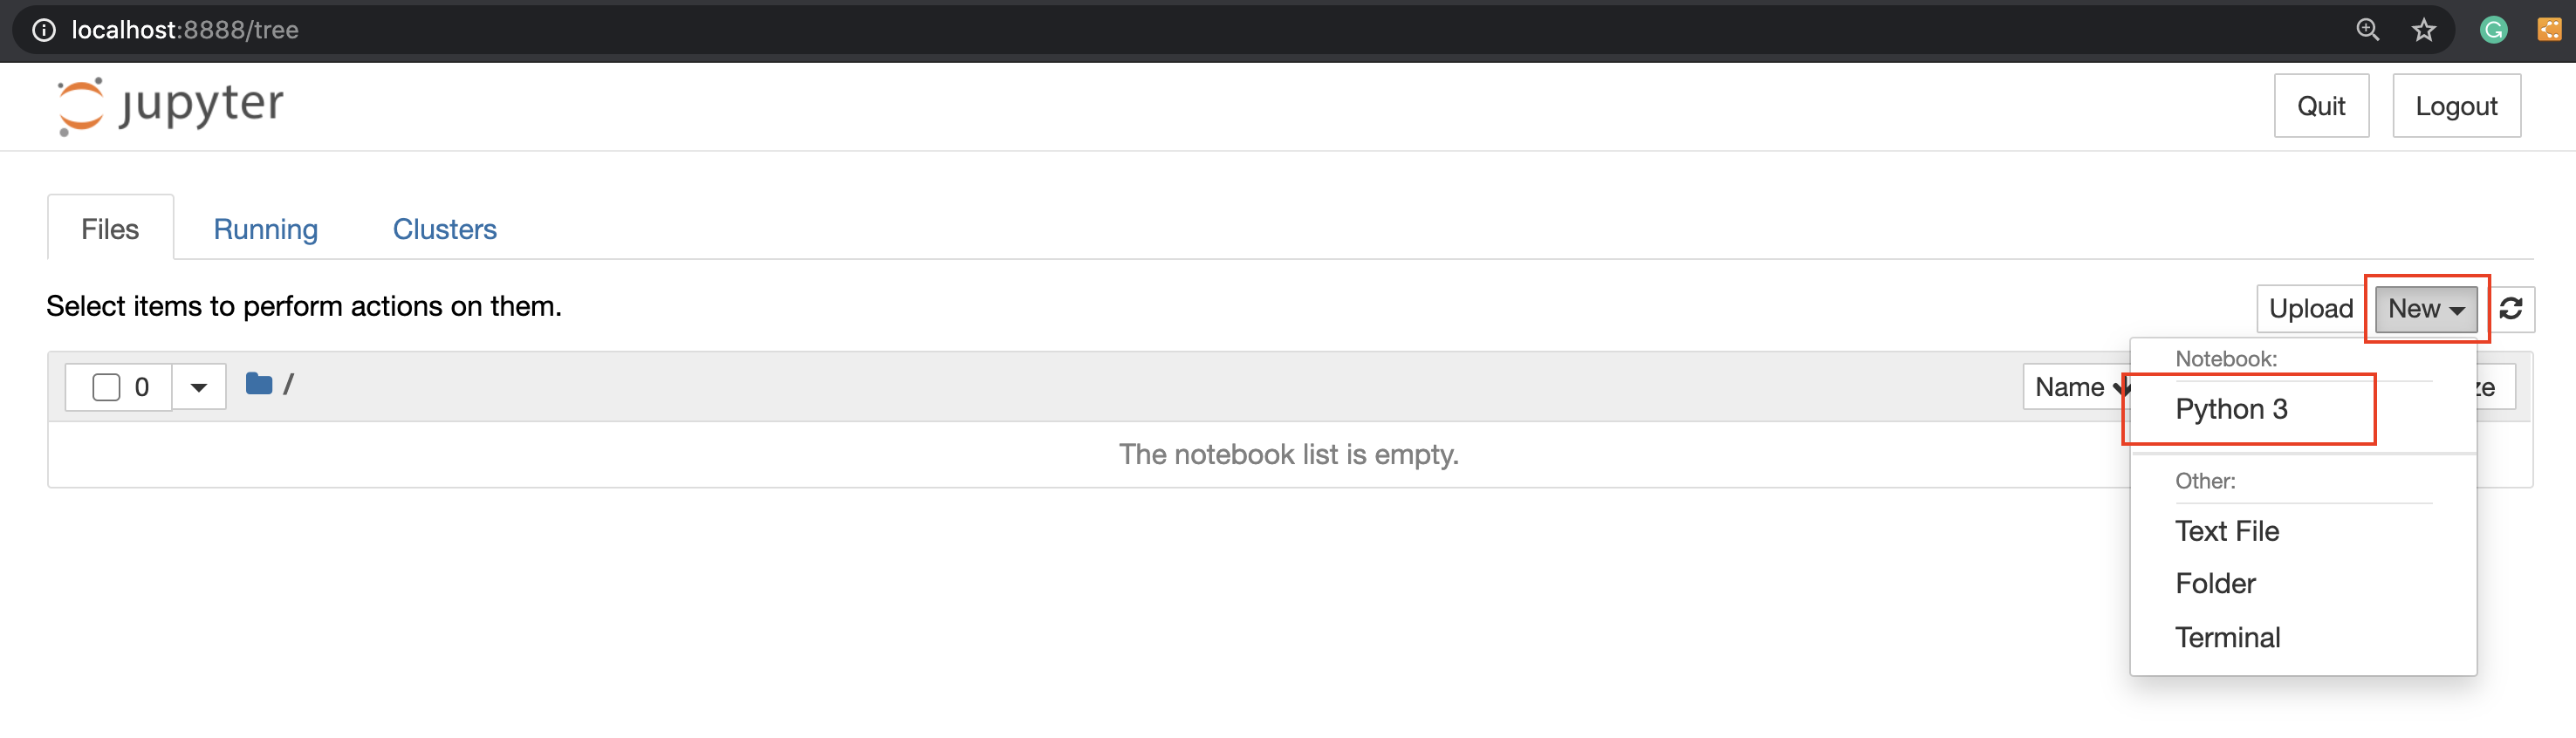 localhost:8888/tree
jupyter
Quit
Logout
Files
Running
Clusters
Select items to perform actions on them.
Upload
New
0
/
Name
ze
The notebook list is empty.
Notebook:
Python 3
Other:
Text File
Folder
Terminal